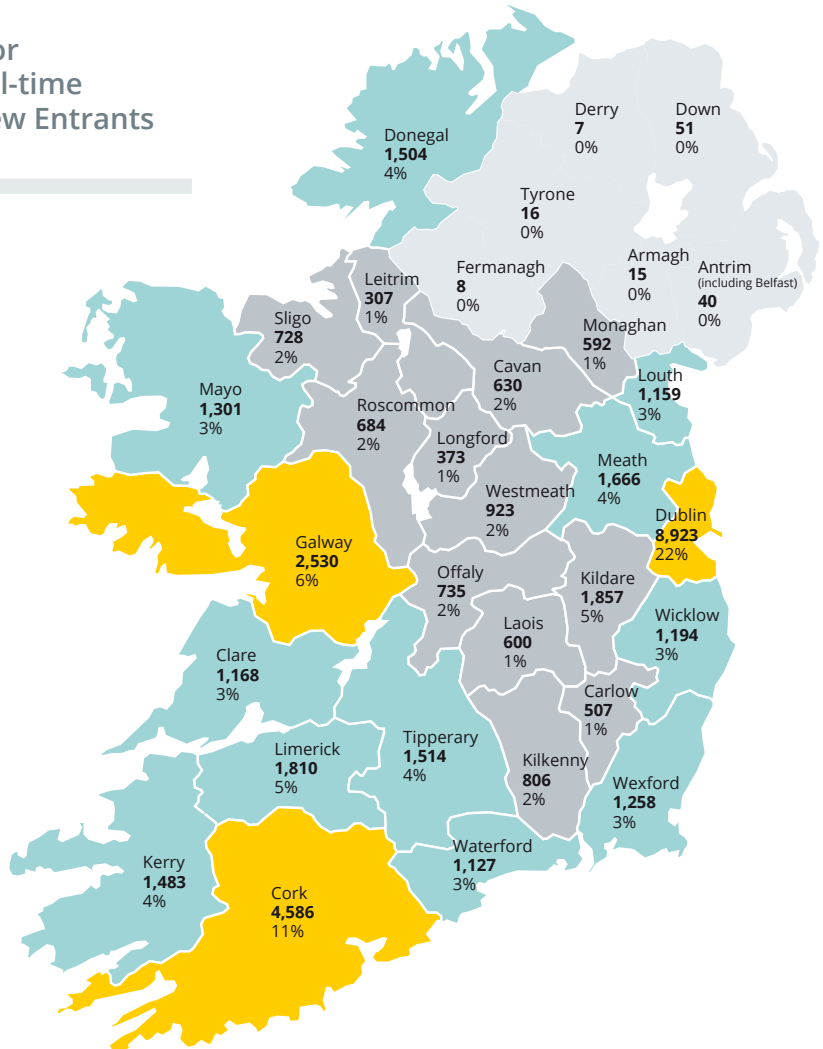 or
l-time
ew Entrants
Donegal
1,504
4%
Derry
7
0%
Down
51
0%
Tyrone
16
0%
Fermanagh
8
0%
Armagh
15
0%
Antrim
(including Belfast)
40
0%
Leitrim
307
1%
Sligo
728
2%
Monaghan
592
1%
Cavan
630
2%
Louth
1,159
3%
Mayo
1,301
3%
Roscommon
684
2%
Longford
373
1%
Meath
1,666
4%
Westmeath
923
2%
Dublin
8,923
22%
Galway
2,530
6%
Offaly
735
2%
Kildare
1,857
5%
Laois
600
1%
Wicklow
1,194
3%
Clare
1,168
3%
Carlow
507
1%
Limerick
1,810
5%
Tipperary
1,514
4%
Kilkenny
806
2%
Wexford
1,258
3%
Waterford
1,127
3%
Kerry
1,483
4%
Cork
4,586
11%